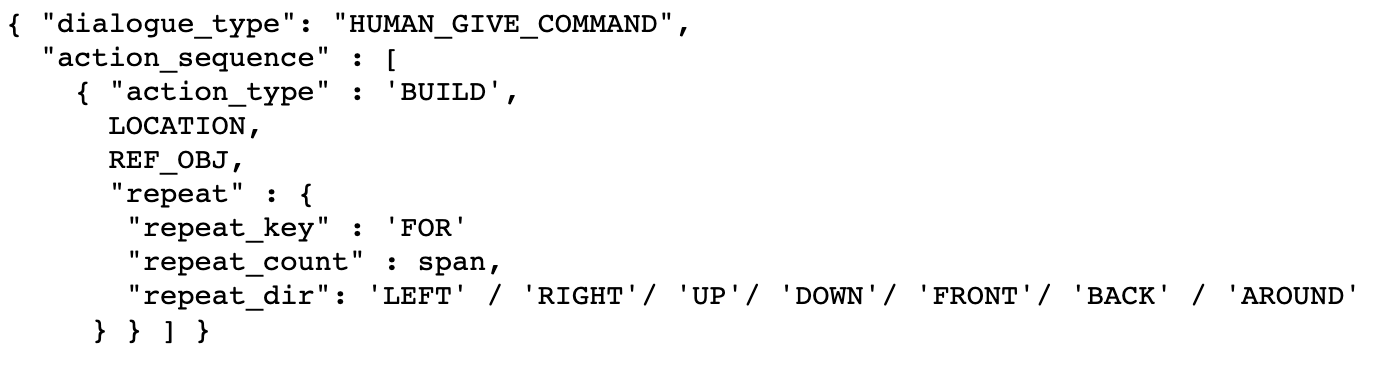 { "dialogue_type": "HUMAN_GIVE_COMMAND",
"action_sequence" : [
{ "action_type" : 'BUILD',
LOCATION,
REF_OBJ,
"repeat" : {
"repeat_key" : 'FOR'
"repeat_count" : span,
"repeat_dir": 'LEFT' / 'RIGHT'/ 'UP'/ 'DOWN'/ 'FRONT'/ 'BACK' / 'AROUND'
} } ] }